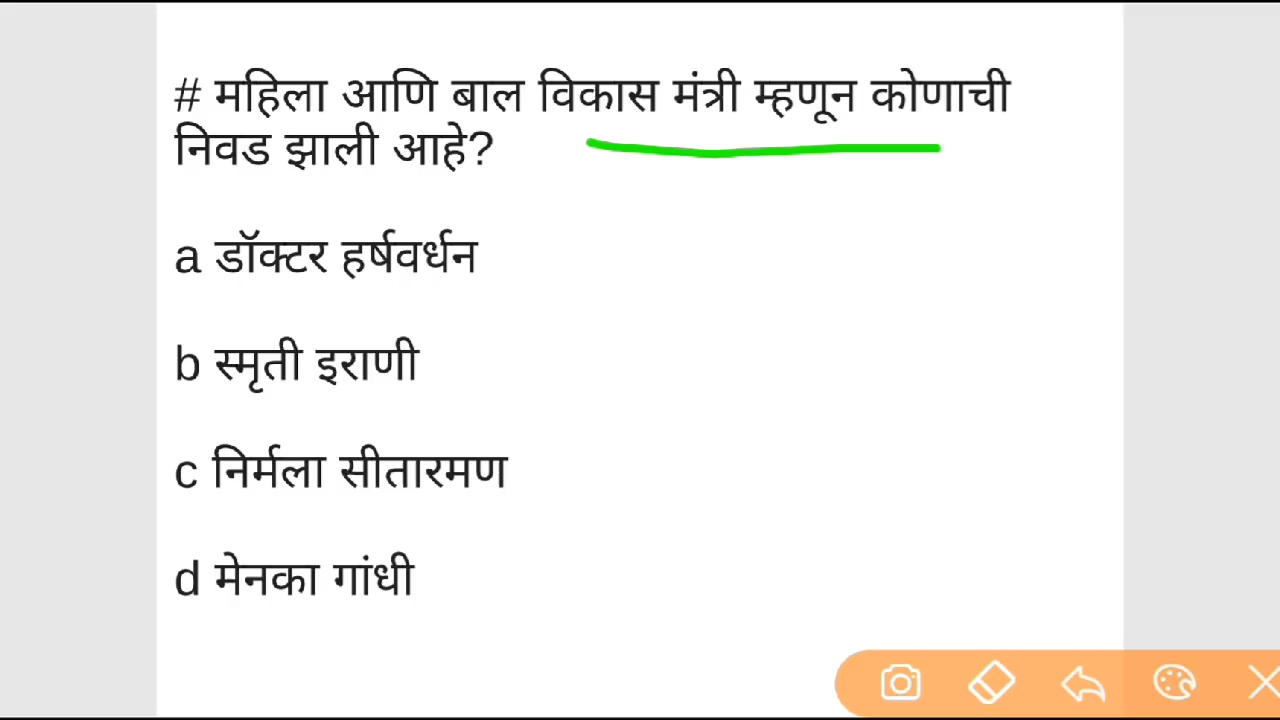 # महिला आणि बाल विकास मंत्री म्हणून कोणाची
निवड झाली आहे?
a डॉक्टर हर्षवर्धन
b स्मृती इराणी
c निर्मला सीतारमण
d मेनका गांधी